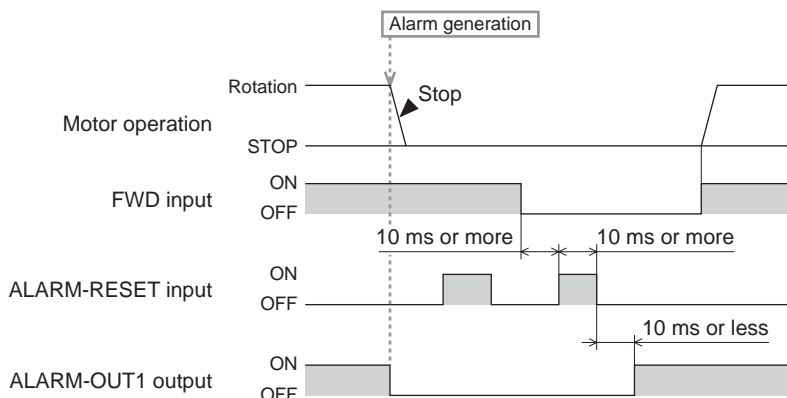 Alarm generation
Rotation
Stop
Motor operation
STOP
ON
FWD input
OFF
10 ms or more
10 ms or more
ON
ALARM-RESET input
OFF
10 ms or less
ON
ALARM-OUT1 output
OFF